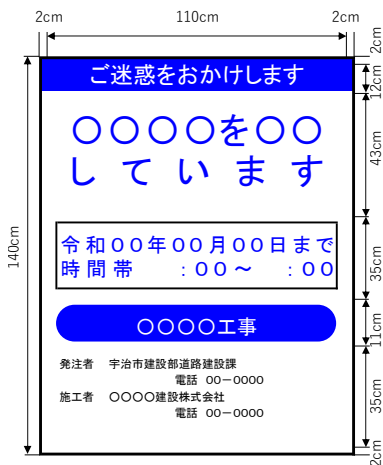 2cm 110cm 2cm
2cm
ご迷惑をおかけします
12cm
〇〇〇〇を〇〇
しています
43cm
140cm
令和00年00月00日まで
時間帯 :00～ :00
35cm
〇〇〇〇工事
11cm
発注者 宇治市建設部道路建設課
電話 00－0000
施工者 〇〇〇〇建設株式会社
電話 00－0000
35cm
2cm